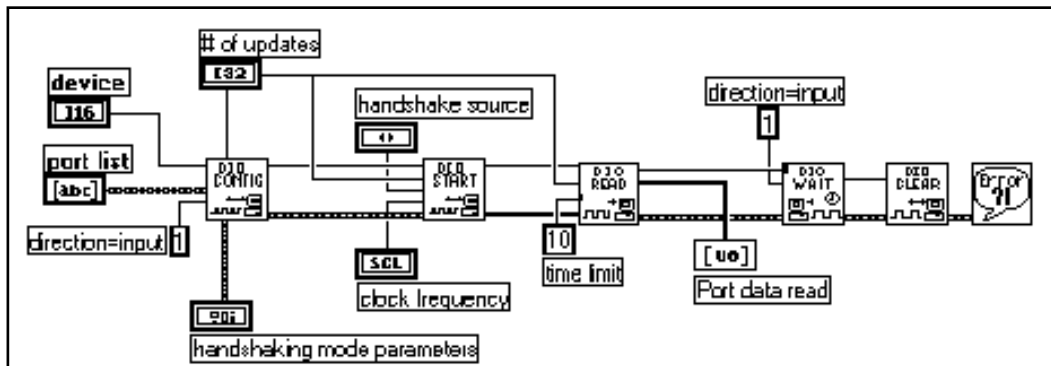 # of updates
I32
device
I16
handshake source
direction=input
1
port list
[abc]
DIO
CONFIG
DIO
START
DIO
READ
DIO
WAIT
DIO
CLEAR
Error
?!
direction=input
1
10
time limit
SGL
clock frequency
Port data read
handshaking mode parameters